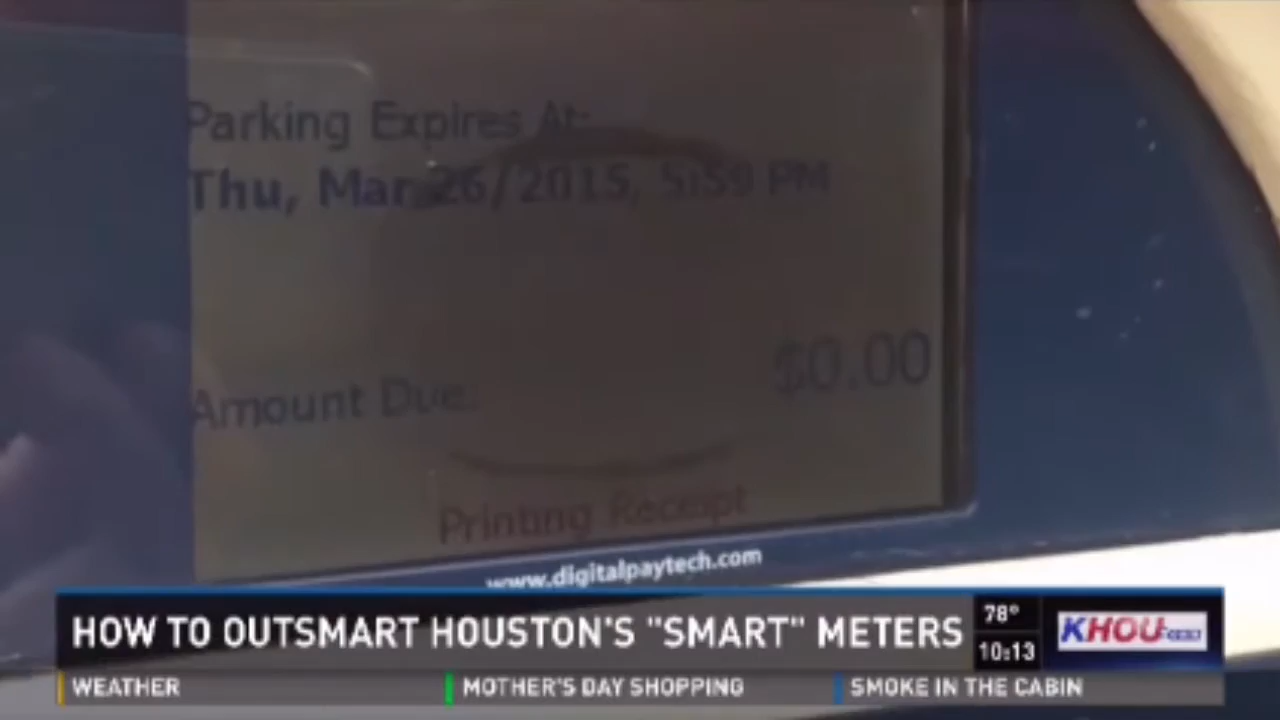 Parking Expires At:
Thu, Mar 26/2015, 5:59 PM
$0.00
Amount Due:
Printing Receipt
www.digitalpaytech.com
HOW TO OUTSMART HOUSTON'S "SMART" METERS
78°
10:13
KHOU
WEATHER
MOTHER'S DAY SHOPPING
SMOKE IN THE CABIN